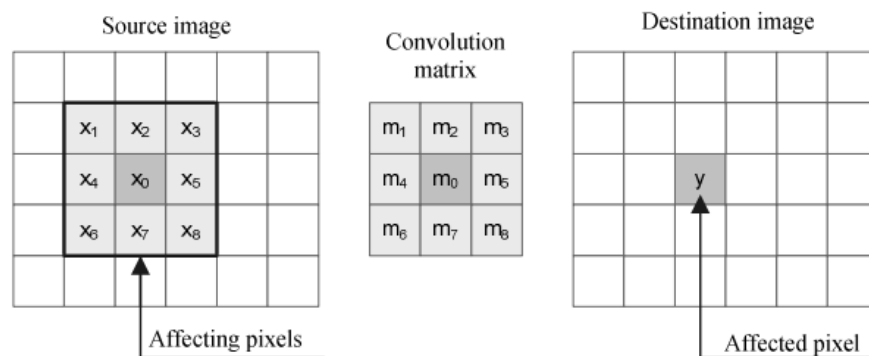 Source image
Convolution
matrix
Destination image
x₁ x₂ x₃
x₄ x₀ x₅
x₆ x₇ x₈
m₁ m₂ m₃
m₄ m₀ m₅
m₆ m₇ m₈
y
Affecting pixels
Affected pixel